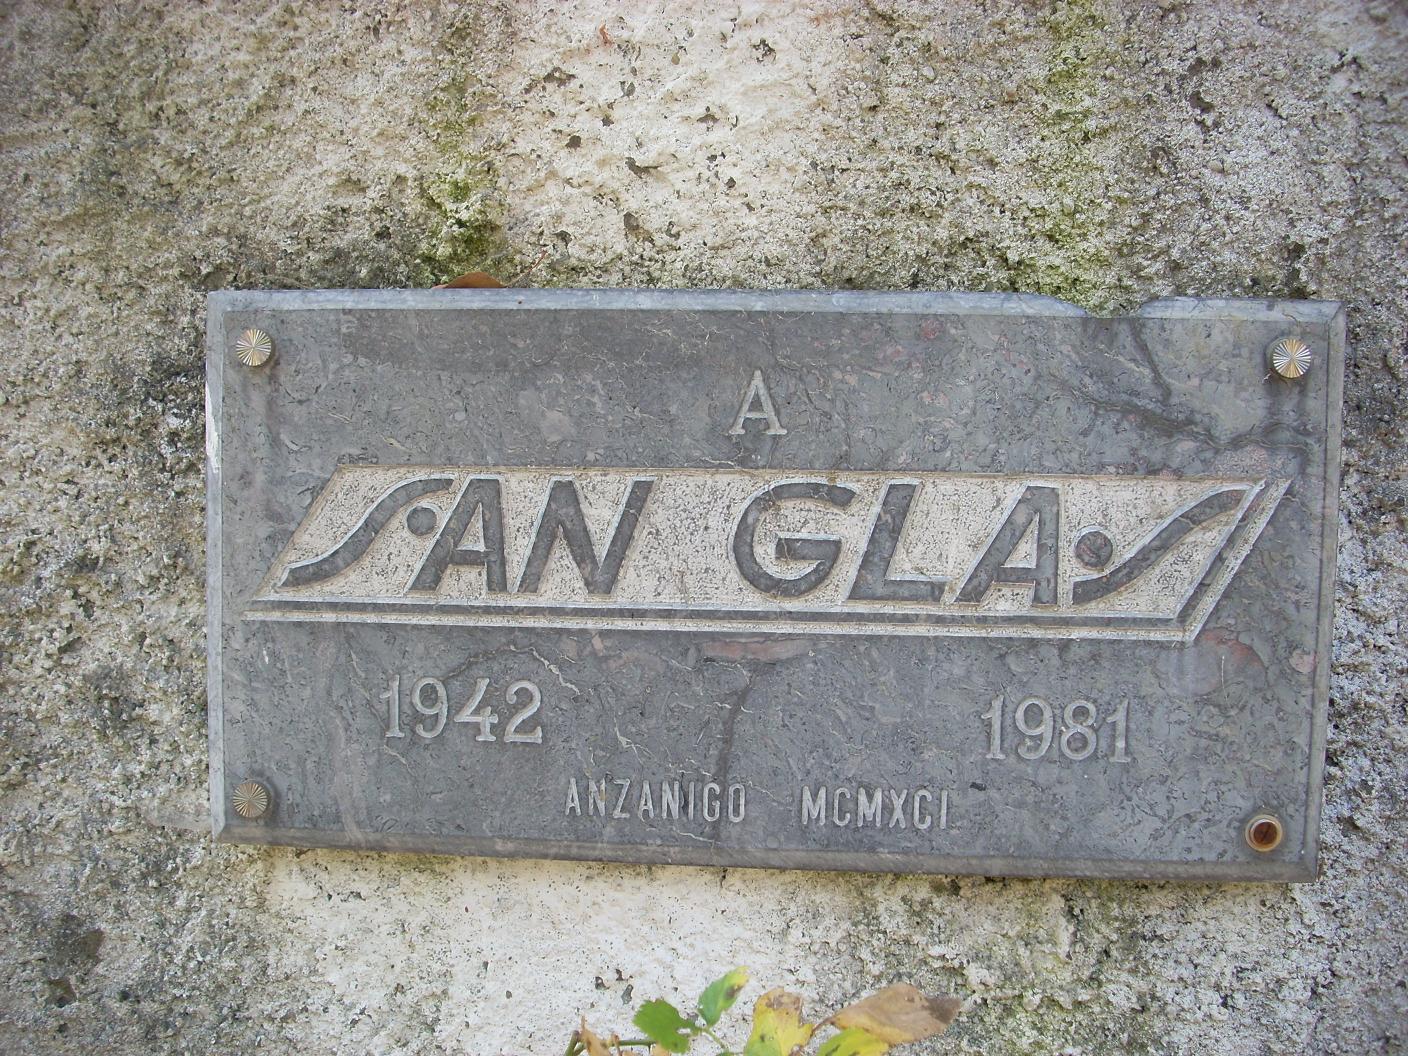 A
SAN GLAS
1942 1981
ANZANIGO MCMXCI